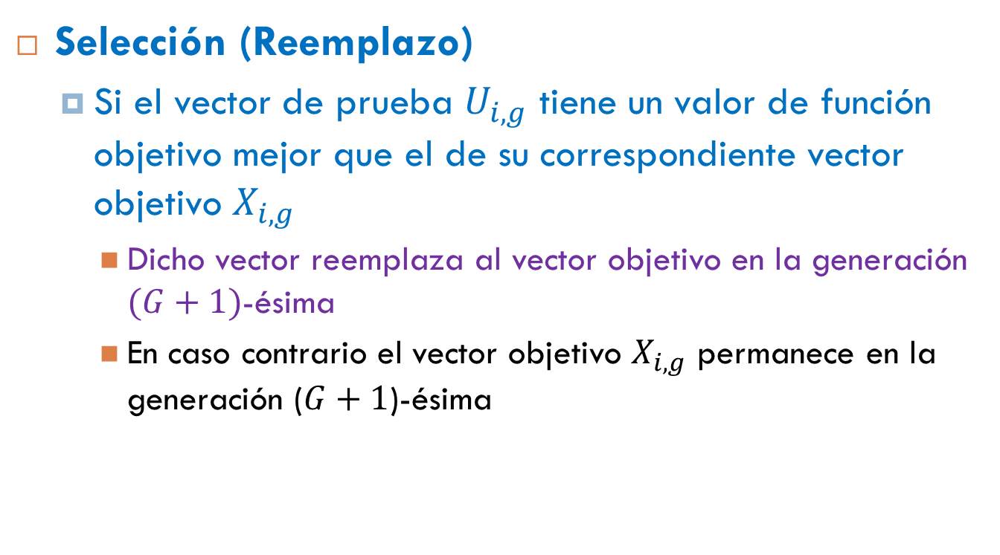 Selección (Reemplazo)
Si el vector de prueba $U_{i,g}$ tiene un valor de función
objetivo mejor que el de su correspondiente vector
objetivo $X_{i,g}$
Dicho vector reemplaza al vector objetivo en la generación
$(G + 1)$-ésima
En caso contrario el vector objetivo $X_{i,g}$ permanece en la
generación ($G + 1$)-ésima